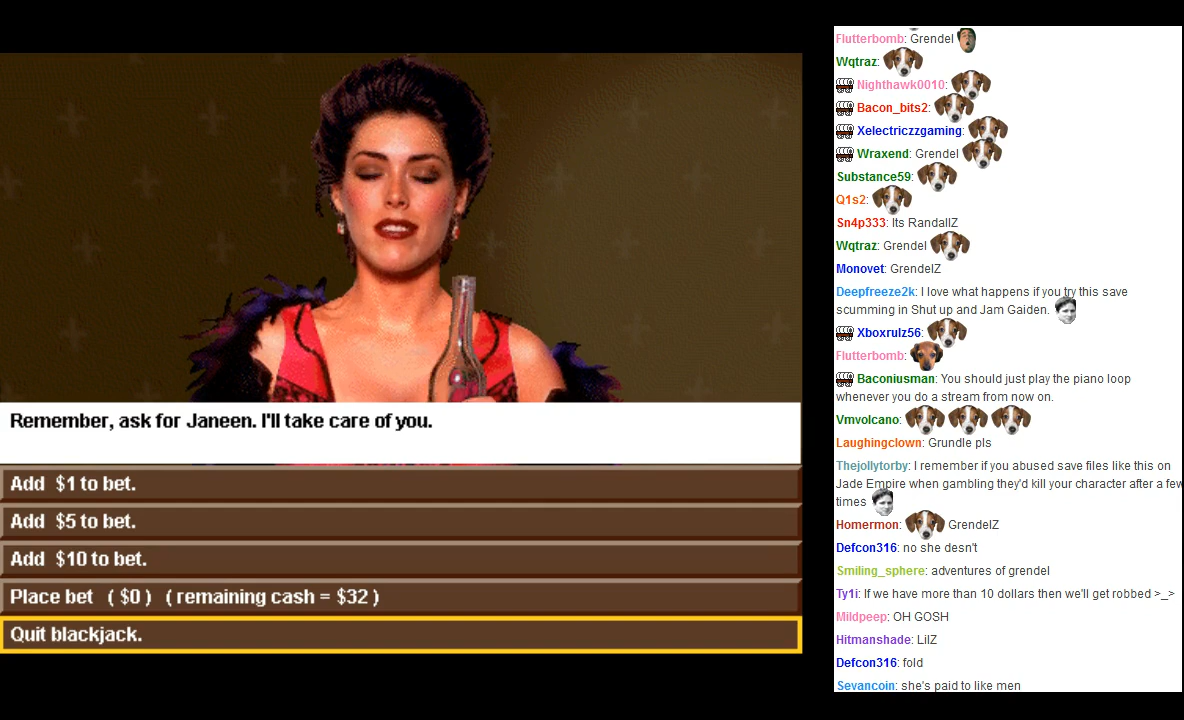 Remember, ask for Janeen. I'll take care of you.
Add $1 to bet.
Add $5 to bet.
Add $10 to bet.
Place bet ( $0 ) ( remaining cash = $32 )
Quit blackjack.
Flutterbomb: Grendel
Wqtraz:
Nighthawk0010:
Bacon_bits2:
Xelectriczzgaming:
Wraxend: Grendel
Substance59:
Q1s2:
Sn4p333: Its RandallZ
Wqtraz: Grendel
Monovet: GrendelZ
Deepfreeze2k: I love what happens if you try this save
scumming in Shut up and Jam Gaiden.
Xboxrulz56:
Flutterbomb:
Baconiusman: You should just play the piano loop
whenever you do a stream from now on.
Vmvolcano:
Laughingclown: Grundle pls
Thejollytorby: I remember if you abused save files like this on
Jade Empire when gambling they'd kill your character after a few
times
Homermon: GrendelZ
Defcon316: no she desn't
Smiling_sphere: adventures of grendel
Ty1i: If we have more than 10 dollars then we'll get robbed >_>
Mildpeep: OH GOSH
Hitmanshade: LilZ
Defcon316: fold
Sevancoin: she's paid to like men